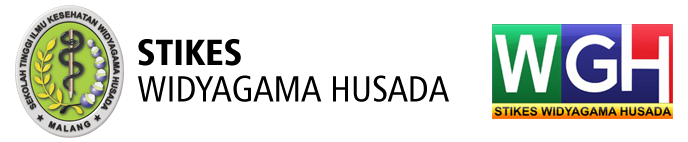 SEKOLAH TINGGI ILMU KESEHATAN WIDYAGAMA HUSADA
★ MALANG ★
STIKES
WIDYAGAMA HUSADA
WGH
STIKES WIDYAGAMA HUSADA